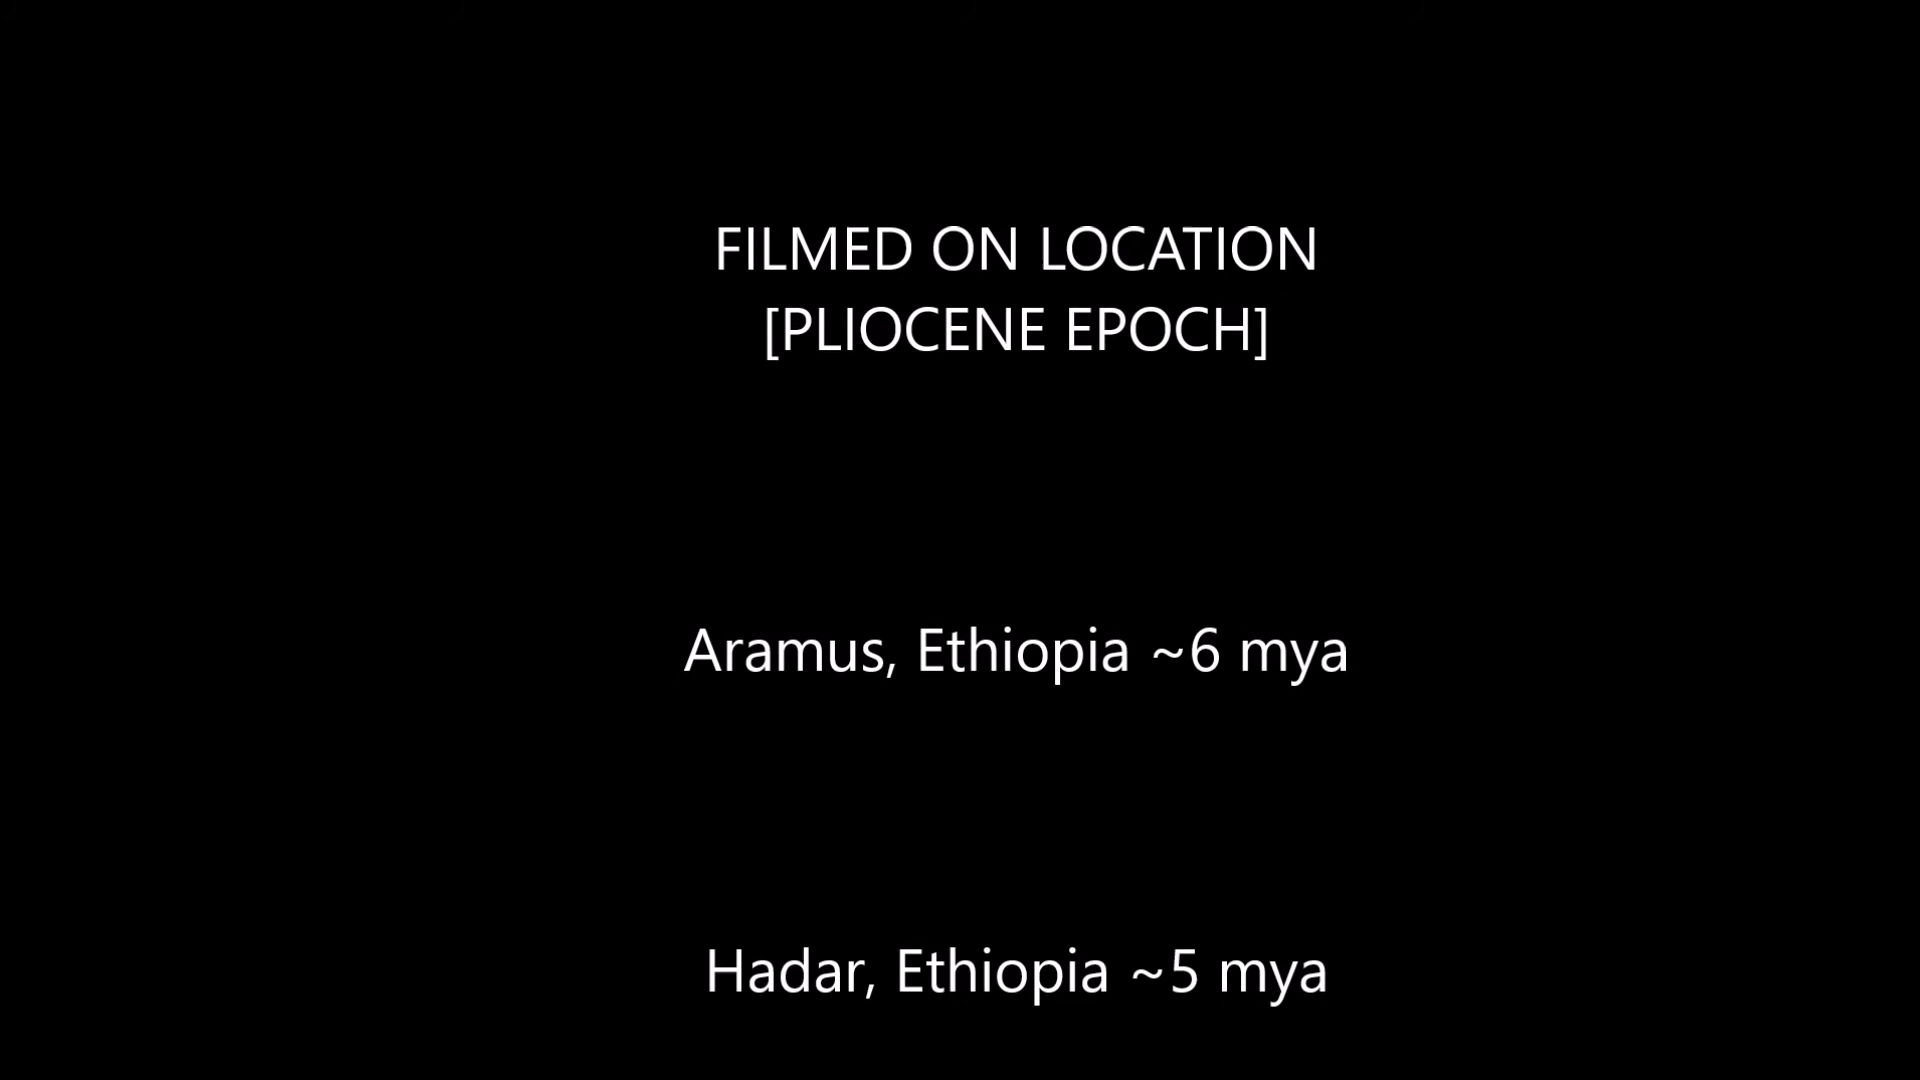 FILMED ON LOCATION
[PLIOCENE EPOCH]
Aramus, Ethiopia ~6 mya
Hadar, Ethiopia ~5 mya